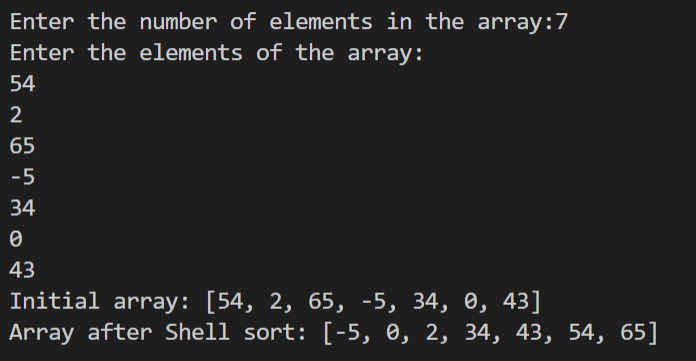 Enter the number of elements in the array:7
Enter the elements of the array:
54
2
65
-5
34
0
43
Initial array: [54, 2, 65, -5, 34, 0, 43]
Array after Shell sort: [-5, 0, 2, 34, 43, 54, 65]